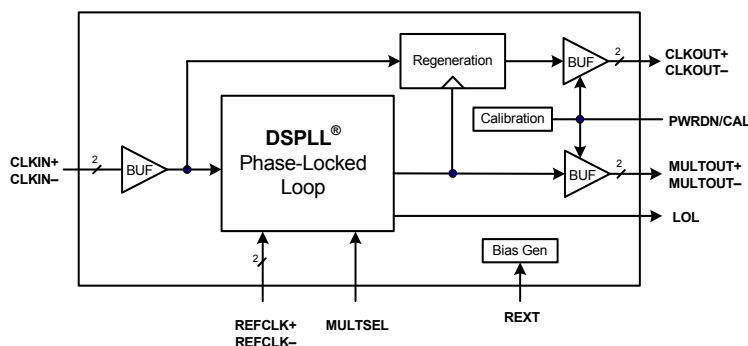 Regeneration
2
CLKOUT+
CLKOUT–
BUF
Calibration
PWRDN/CAL
DSPLL®
Phase-Locked
Loop
CLKIN+
CLKIN–
2
BUF
BUF
2
MULTOUT+
MULTOUT–
LOL
2
Bias Gen
REFCLK+
REFCLK–
MULTSEL
REXT